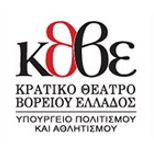 κθβε
ΚΡΑΤΙΚΟ ΘΕΑΤΡΟ
ΒΟΡΕΙΟΥ ΕΛΛΑΔΟΣ
ΥΠΟΥΡΓΕΙΟ ΠΟΛΙΤΙΣΜΟΥ
ΚΑΙ ΑΘΛΗΤΙΣΜΟΥ